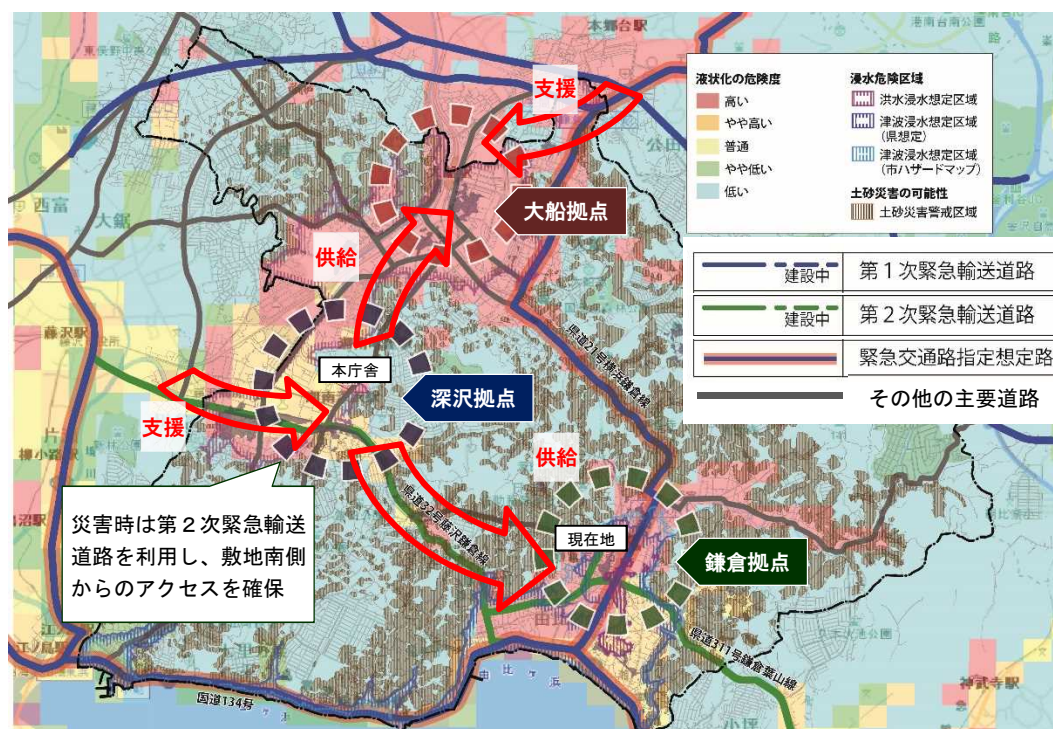 本郷台駅
港南台南公園
東俣野中央
支援
公田
西富
大鋸
大船拠点
供給
藤沢駅
本庁舎
深沢拠点
支援
県道21号横浜鎌倉線
供給
県道32号藤沢鎌倉線
現在地
鎌倉拠点
災害時は第2次緊急輸送
道路を利用し、敷地南側
からのアクセスを確保
由比
県道311号鎌倉葉山線
由比ヶ浜
国道134号
小坪
神武寺駅
液状化の危険度
高い
やや高い
普通
やや低い
低い
浸水危険区域
洪水浸水想定区域
津波浸水想定区域
(県想定)
津波浸水想定区域
(市ハザードマップ)
土砂災害の可能性
土砂災害警戒区域
建設中
第1次緊急輸送道路
建設中
第2次緊急輸送道路
緊急交通路指定想定路
その他の主要道路